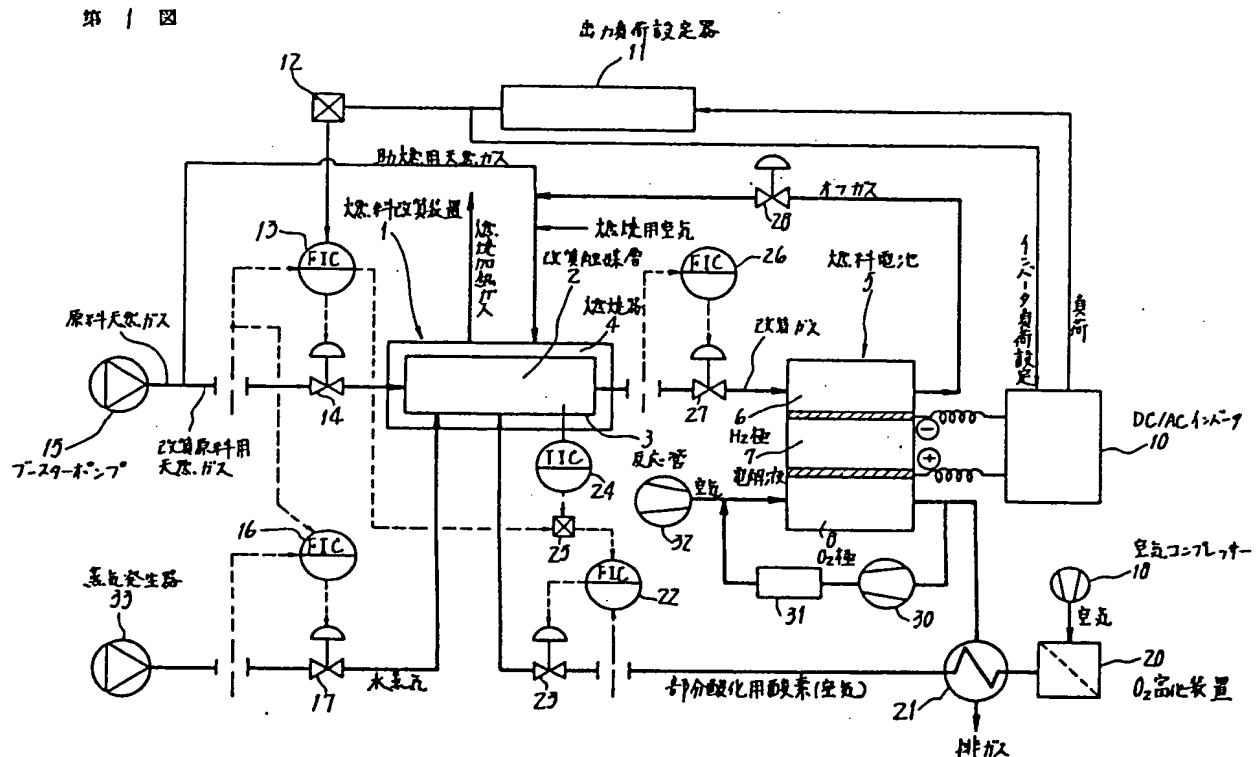 第1図
出力負荷設定器
11
12
助燃用天然ガス
オフガス
燃料改質装置
1
燃焼加熱ガス
燃焼用空気
28
13
FIC
改質触媒層
2
FIC
26
燃料電池
5
インバータ負荷設定
負荷
原料天然ガス
燃焼器
4
改質ガス
14
27
6
H2極
7
電解液
DC/ACインバータ
10
15
ブースターポンプ
改質原料用
天然ガス
3
反応管
TIC
24
空気
32
8
O2極
16
FIC
25
空気コンプレッサー
18
空気
蒸気発生器
33
FIC
22
31
30
17
水蒸気
23
部分酸化用酸素(空気)
21
20
O2富化装置
排ガス